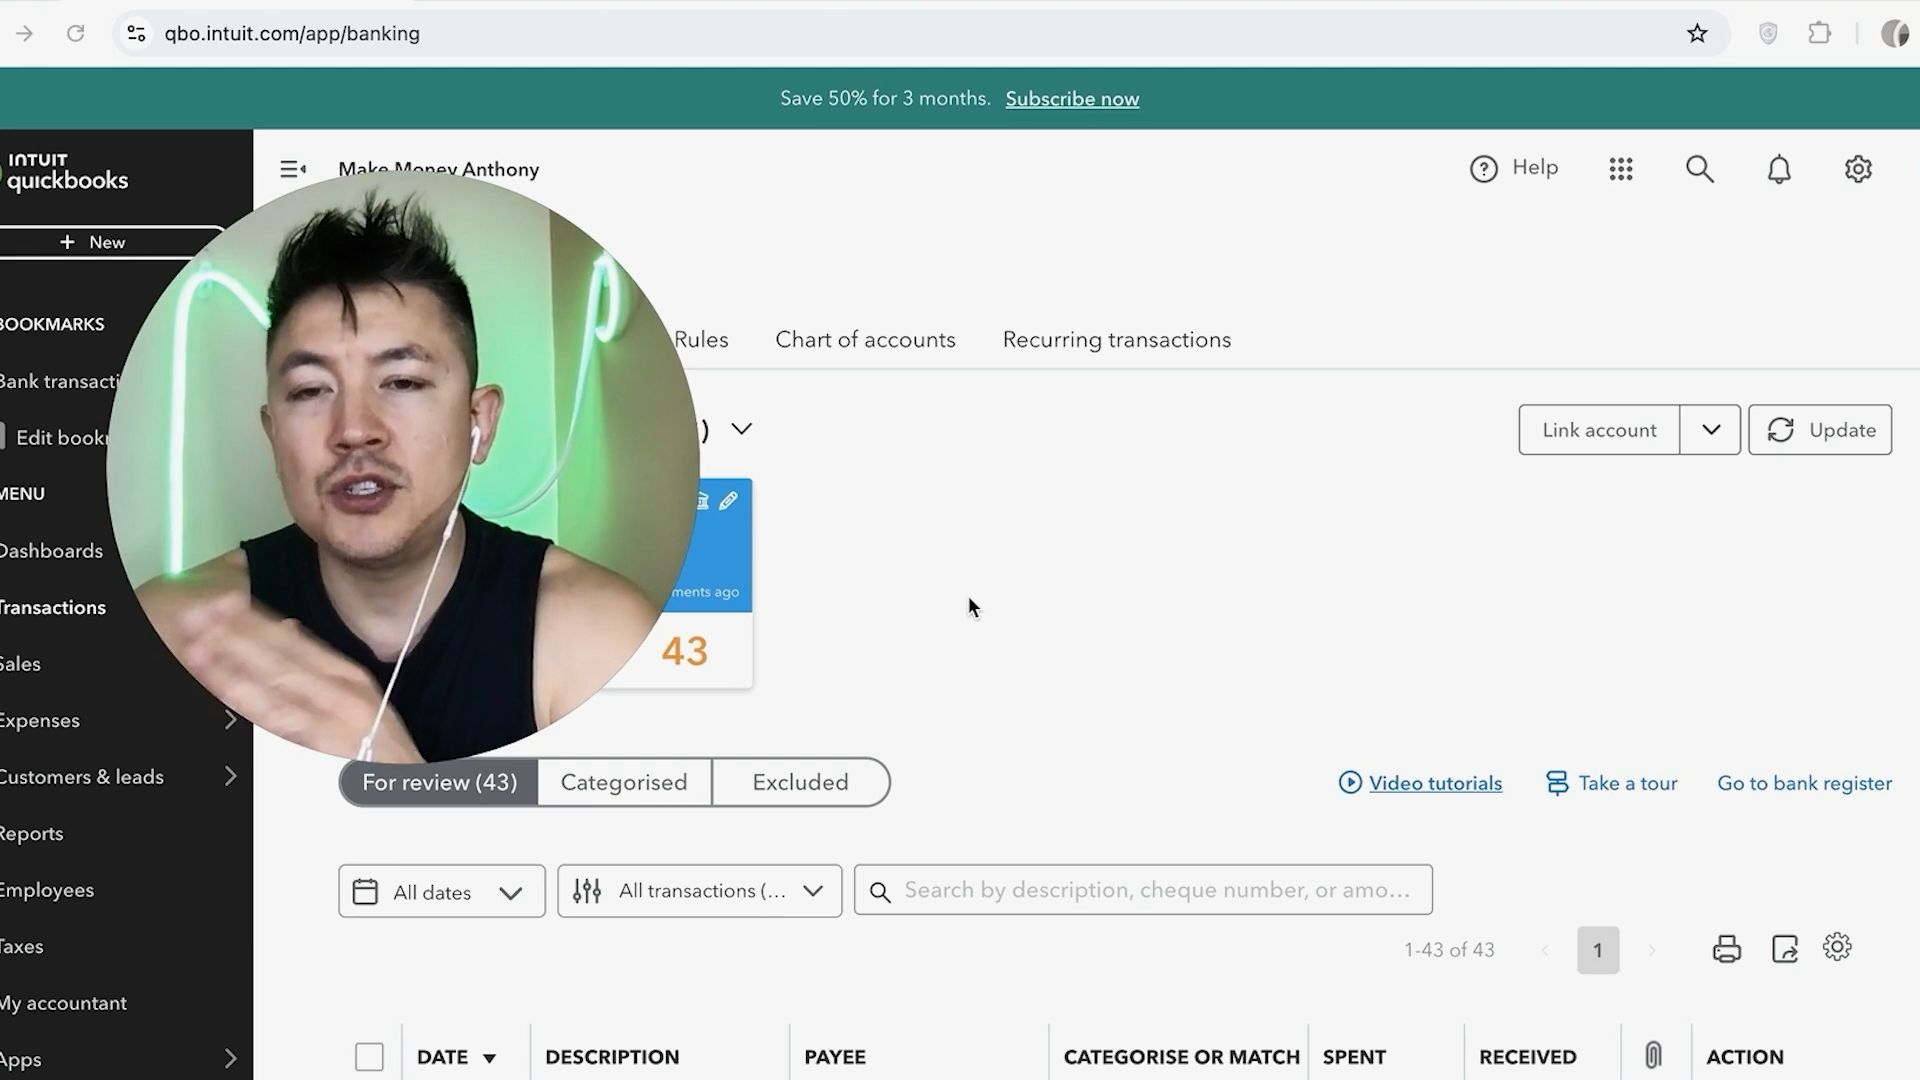 qbo.intuit.com/app/banking
Save 50% for 3 months. Subscribe now
INTUIT
quickbooks
Make Money Anthony
Help
+ New
BOOKMARKS
Rules
Chart of accounts
Recurring transactions
Bank transacti
)
Link account
Update
Edit book
MENU
Dashboards
ments ago
Transactions
43
Sales
Expenses
Customers & leads
For review (43)
Categorised
Excluded
Video tutorials
Take a tour
Go to bank register
Reports
Employees
All dates
All transactions (...
Search by description, cheque number, or amo...
Taxes
1-43 of 43
1
My accountant
Apps
DATE
DESCRIPTION
PAYEE
CATEGORISE OR MATCH
SPENT
RECEIVED
ACTION